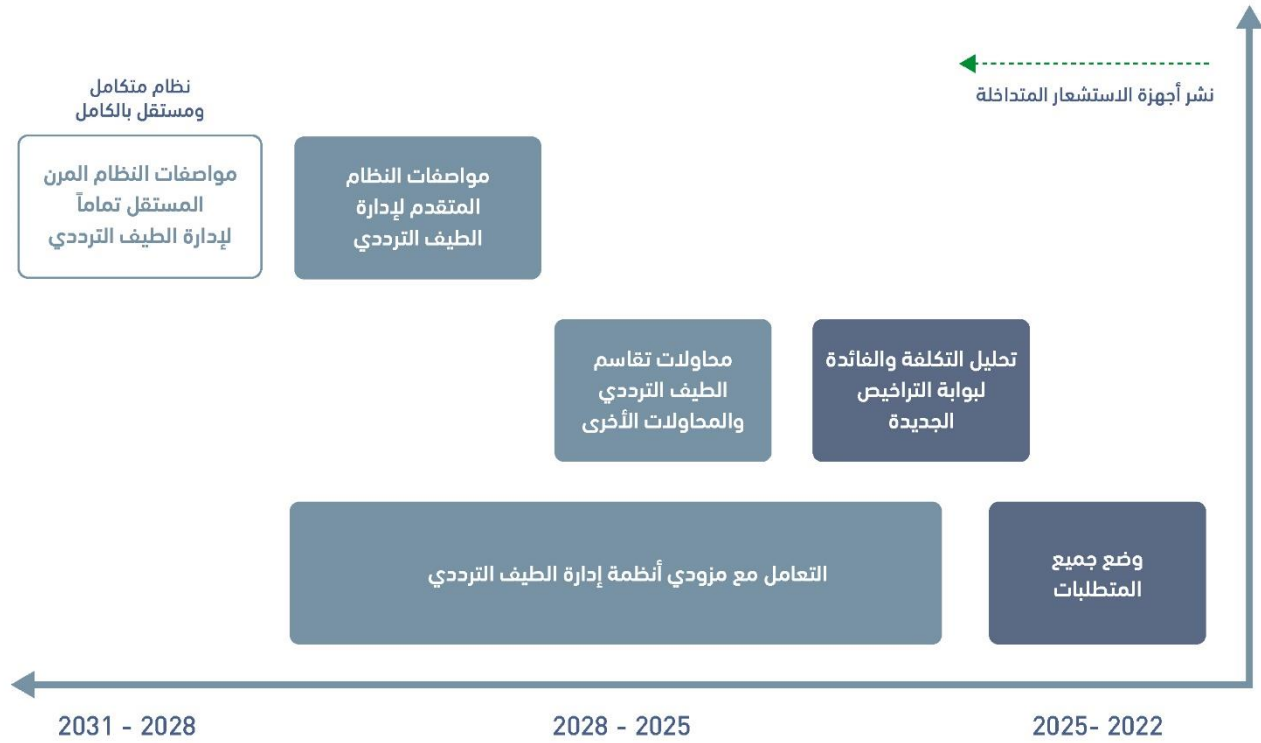 نشر أجهزة الاستشعار المتداخلة
نظام متكامل
ومستقل بالكامل
مواصفات النظام
المتقدم لإدارة
الطيف الترددي
مواصفات النظام المرن
المستقل تماماً
لإدارة الطيف الترددي
تحليل التكلفة والفائدة
لبوابة التراخيص
الجديدة
محاولات تقاسم
الطيف الترددي
والمحاولات الأخرى
وضع جميع
المتطلبات
التعامل مع مزودي أنظمة إدارة الطيف الترددي
2025- 2022
2028 - 2025
2031 - 2028